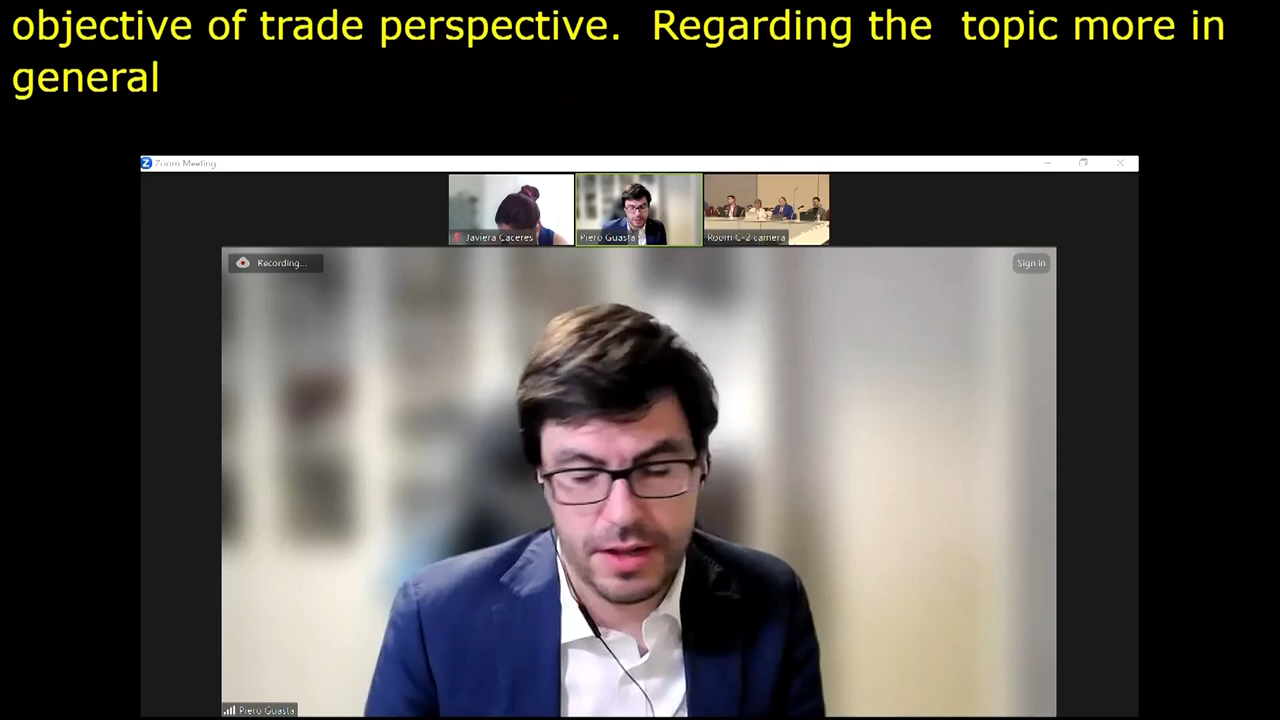 objective of trade perspective.  Regarding the  topic more in
general
Zoom Meeting
Javiera Caceres
Piero Guasta
Room C-2 camera
Recording...
Sign in
Piero Guasta